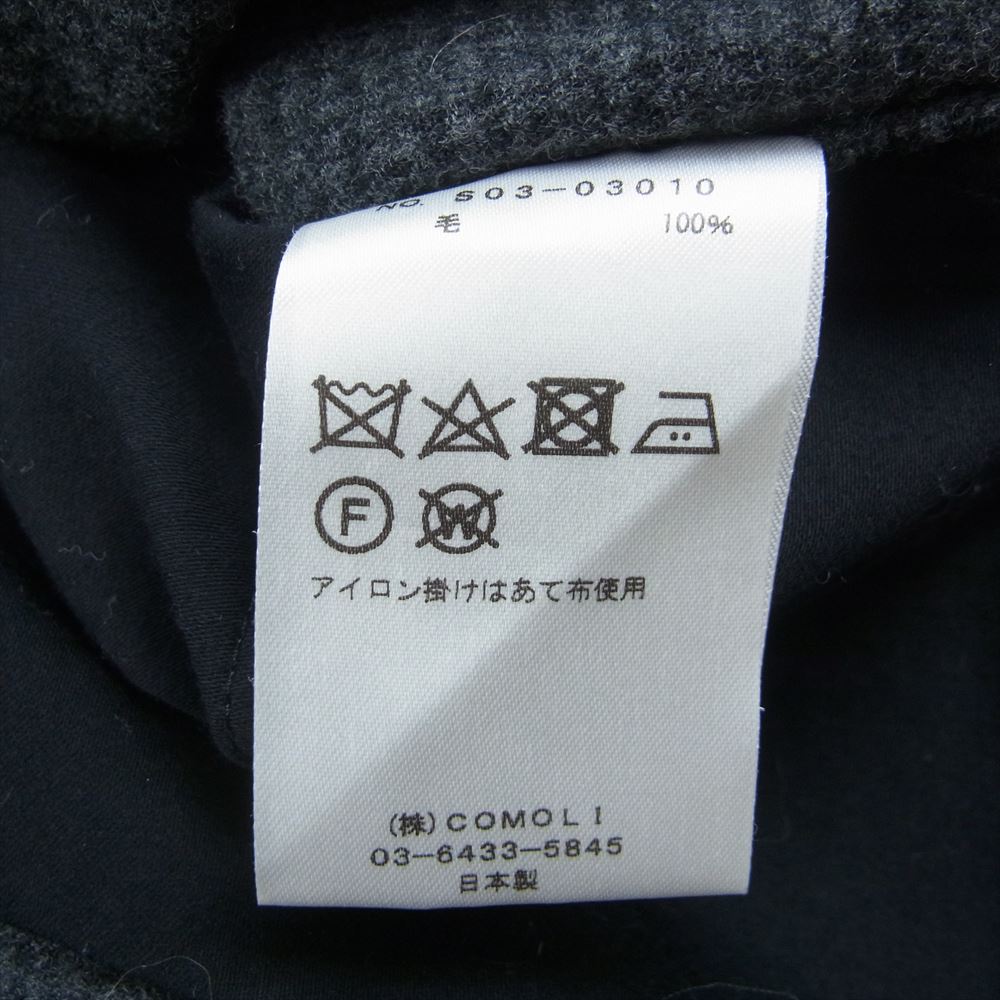 NO. S03-03010
毛 100%
F W
アイロン掛けはあて布使用
(株)COMOLI
03-6433-5845
日本製